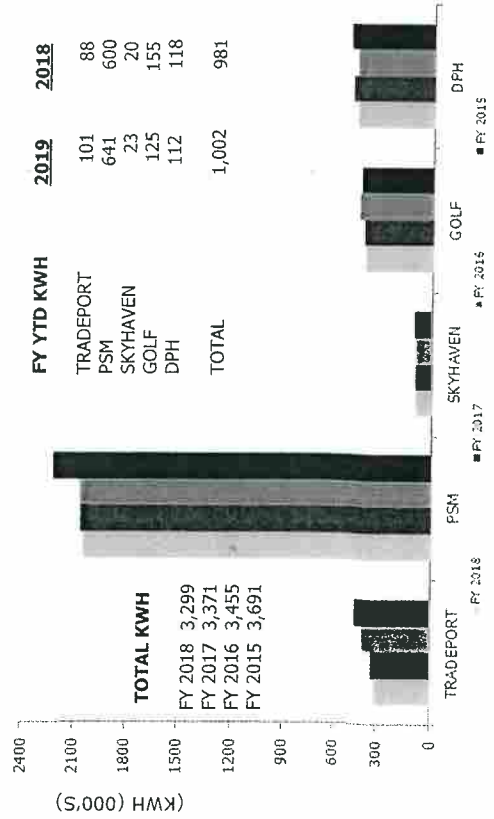 FY YTD KWH 2019 2018
TRADEPORT 101 88
PSM 641 600
SKYHAVEN 23 20
GOLF 125 155
DPH 112 118
TOTAL 1,002 981
TOTAL KWH
FY 2018 3,299
FY 2017 3,371
FY 2016 3,455
FY 2015 3,691
(KWH (000'S)
2400
2100
1800
1500
1200
900
600
300
0
TRADEPORT PSM SKYHAVEN GOLF DPH
FY 2018 FY 2017 FY 2016 FY 2015